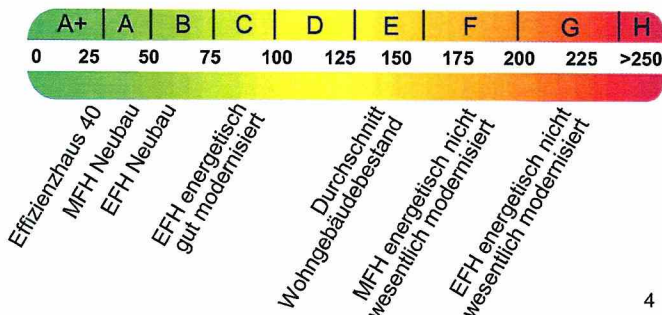 A+ A B C D E F G H
0 25 50 75 100 125 150 175 200 225 >250
Effizienzhaus 40
MFH Neubau
EFH Neubau
EFH energetisch
gut modernisiert
Durchschnitt
Wohngebäudebestand
MFH energetisch nicht
wesentlich modernisiert
EFH energetisch nicht
wesentlich modernisiert
4